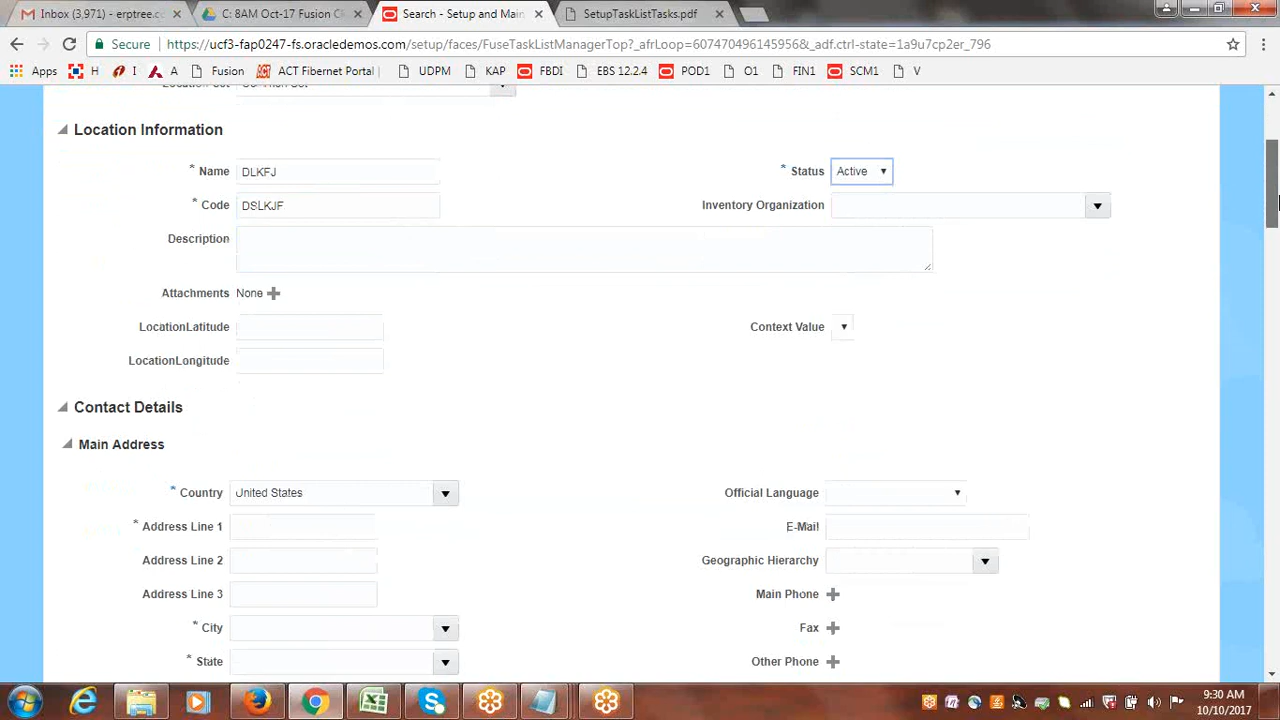 Inbox (3,971) - erptree.co
C: 8AM Oct-17 Fusion C
Search - Setup and Main
SetupTaskListTasks.pdf
Secure
https://ucf3-fap0247-fs.oracledemos.com/setup/faces/FuseTaskListManagerTop?_afrLoop=607470496145956&_adf.ctrl-state=1a9u7cp2er_796
Apps H A Fusion ACT Fibernet Portal UDPM KAP FBDI EBS 12.2.4 POD1 O1 FIN1 SCM1 V
Location Information
* Name DLKFJ
* Status Active
* Code DSLKJF
Inventory Organization
Description
Attachments None
LocationLatitude
Context Value
LocationLongitude
Contact Details
Main Address
* Country United States
Official Language
* Address Line 1
E-Mail
Address Line 2
Geographic Hierarchy
Address Line 3
Main Phone
* City
Fax
* State
Other Phone
9:30 AM
10/10/2017